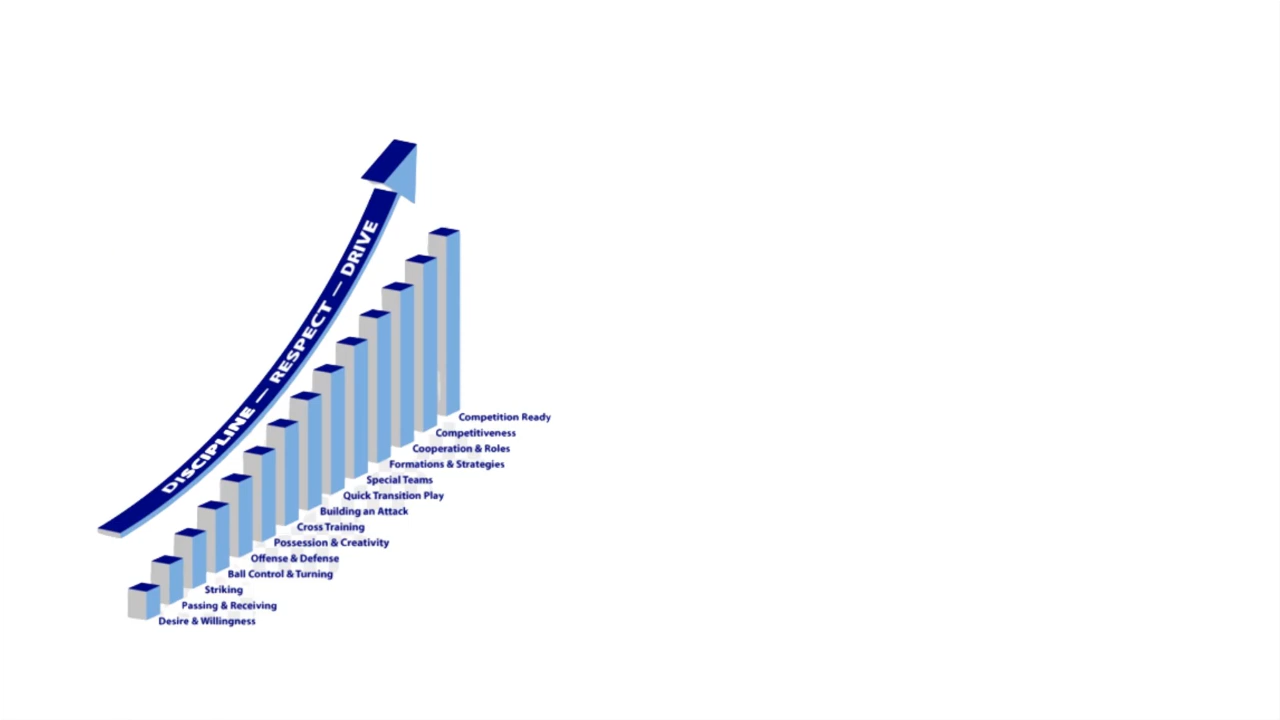 DISCIPLINE — RESPECT — DRIVE
Competition Ready
Competitiveness
Cooperation & Roles
Formations & Strategies
Special Teams
Quick Transition Play
Building an Attack
Cross Training
Possession & Creativity
Offense & Defense
Ball Control & Turning
Striking
Passing & Receiving
Desire & Willingness